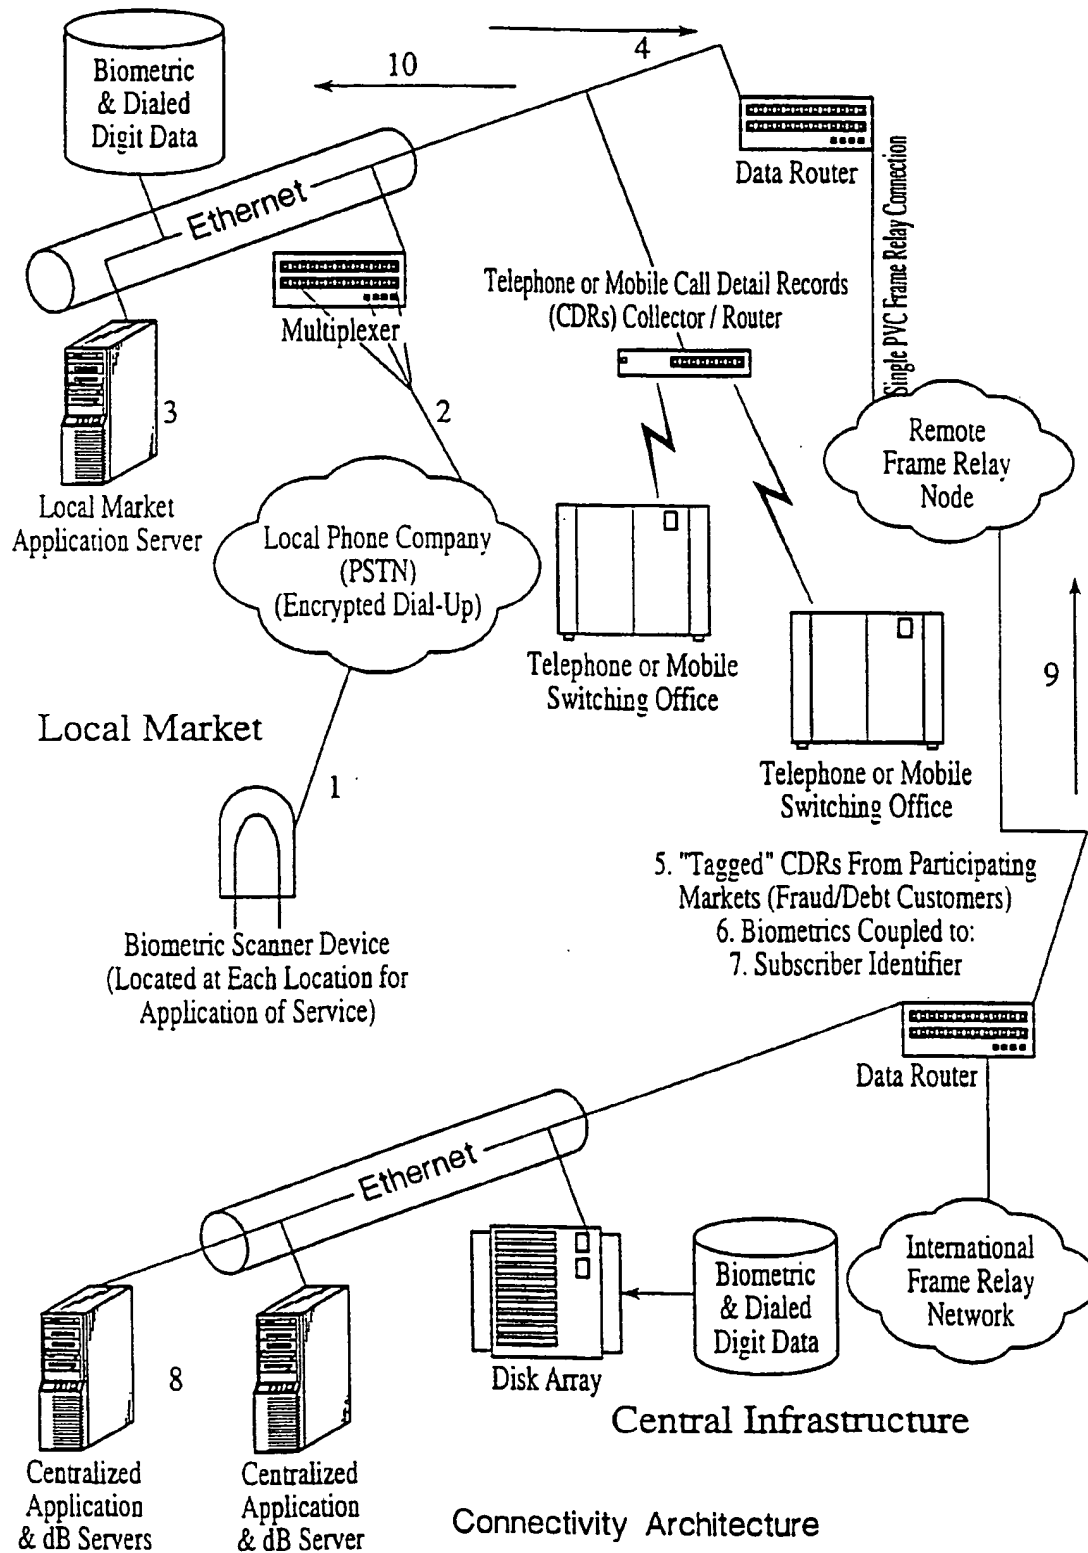 4
10
Biometric
& Dialed
Digit Data
Data Router
Ethernet
Single PVC Frame Relay Connection
Multiplexer
Telephone or Mobile Call Detail Records
(CDRs) Collector / Router
3
2
Local Market
Application Server
Remote
Frame Relay
Node
Local Phone Company
(PSTN)
(Encrypted Dial-Up)
Telephone or Mobile
Switching Office
9
Local Market
Telephone or Mobile
Switching Office
1
5. "Tagged" CDRs From Participating
Markets (Fraud/Debt Customers)
6. Biometrics Coupled to:
7. Subscriber Identifier
Biometric Scanner Device
(Located at Each Location for
Application of Service)
Data Router
Ethernet
International
Frame Relay
Network
Biometric
& Dialed
Digit Data
Disk Array
8
Central Infrastructure
Centralized
Application
& dB Servers
Centralized
Application
& dB Server
Connectivity Architecture